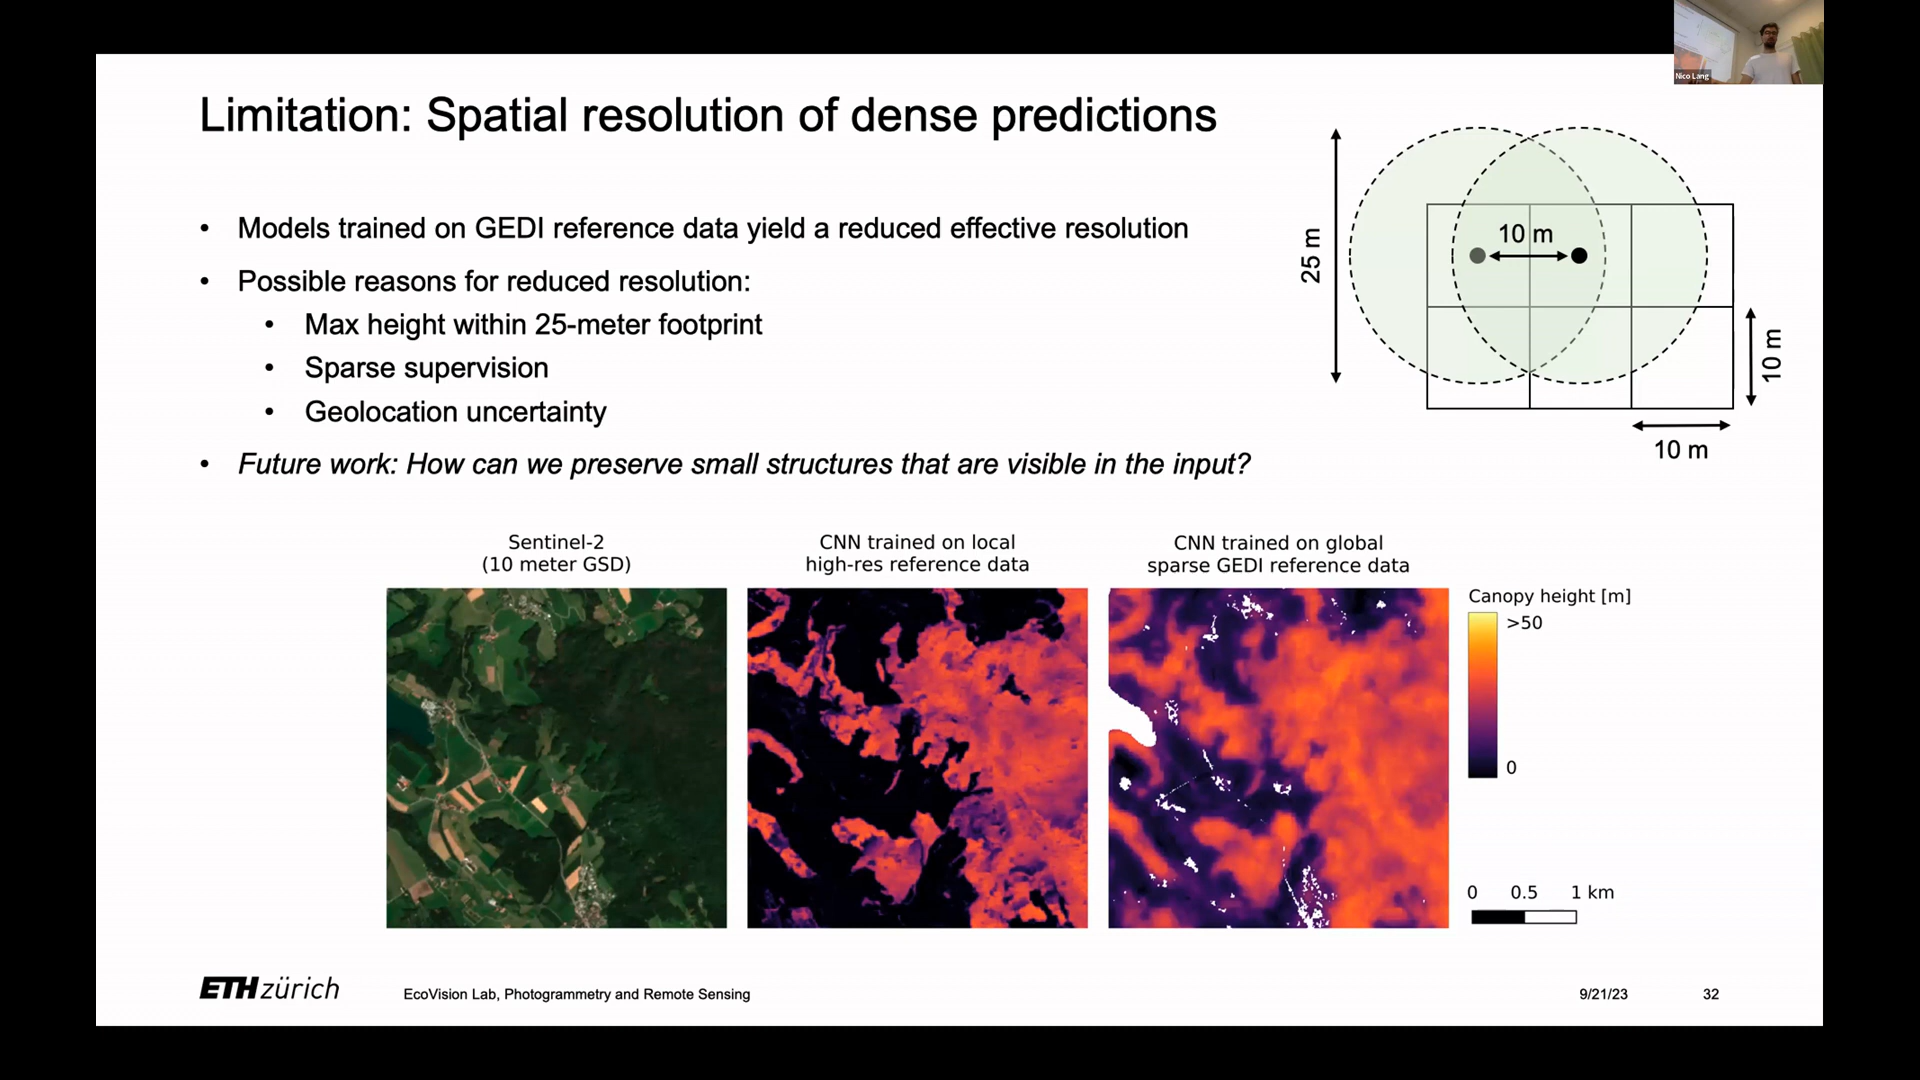 Nico Lang
Limitation: Spatial resolution of dense predictions
• Models trained on GEDI reference data yield a reduced effective resolution
• Possible reasons for reduced resolution:
• Max height within 25-meter footprint
• Sparse supervision
• Geolocation uncertainty
• Future work: How can we preserve small structures that are visible in the input?
25 m
10 m
10 m
10 m
Sentinel-2
(10 meter GSD)
CNN trained on local
high-res reference data
CNN trained on global
sparse GEDI reference data
Canopy height [m]
>50
0
0 0.5 1 km
ETH zürich
EcoVision Lab, Photogrammetry and Remote Sensing
9/21/23
32